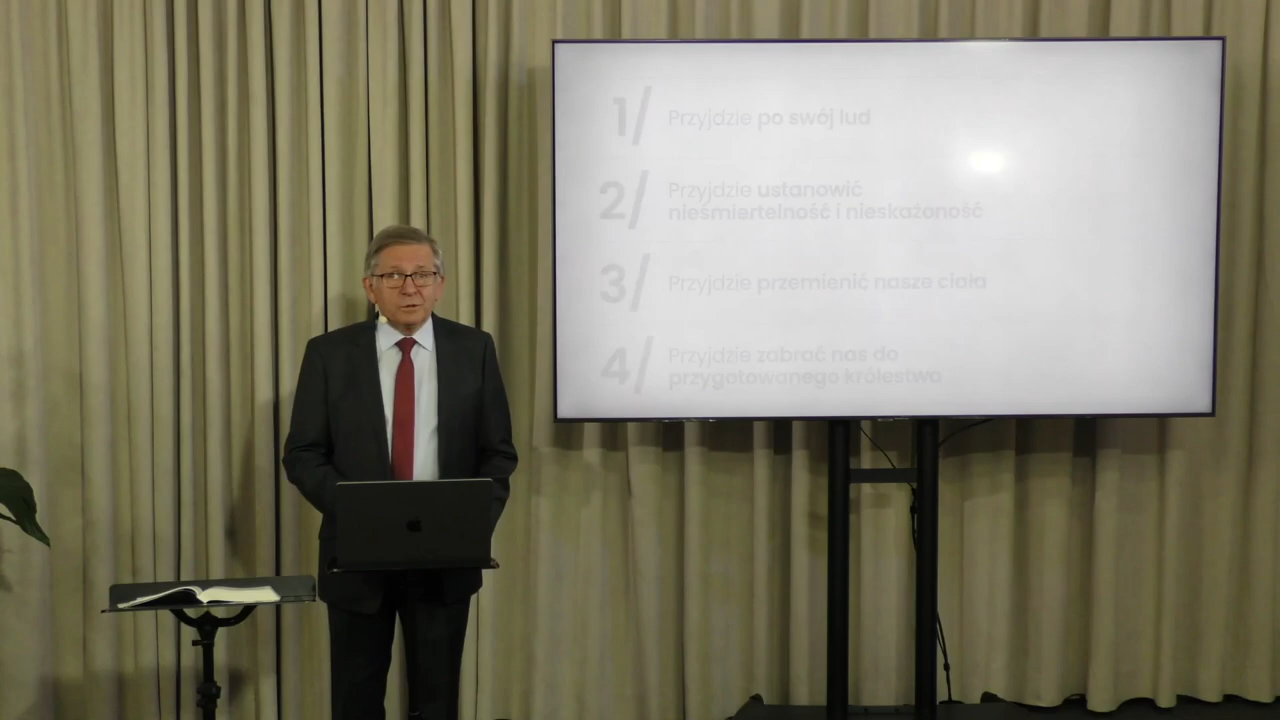 1/ Przyjdzie po swój lud
2/ Przyjdzie ustanowić
nieśmiertelność i nieskażoność
3/ Przyjdzie przemienić nasze ciała
4/ Przyjdzie zabrać nas do
przygotowanego królestwa